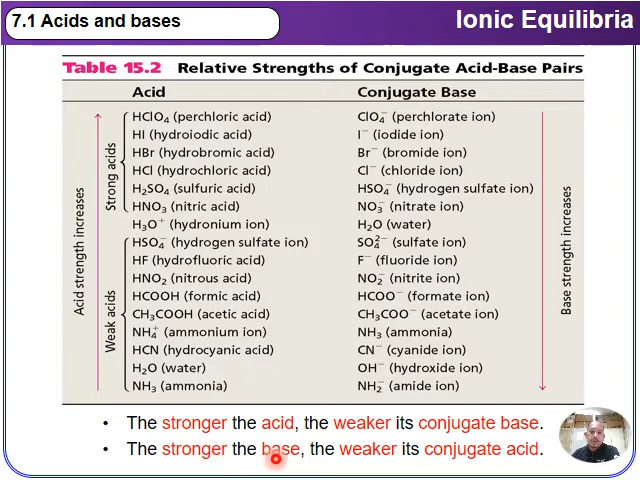 7.1 Acids and bases
Ionic Equilibria
Table 15.2 Relative Strengths of Conjugate Acid-Base Pairs
Acid Conjugate Base
HClO₄ (perchloric acid) ClO₄⁻ (perchlorate ion)
HI (hydroiodic acid) I⁻ (iodide ion)
HBr (hydrobromic acid) Br⁻ (bromide ion)
HCl (hydrochloric acid) Cl⁻ (chloride ion)
H₂SO₄ (sulfuric acid) HSO₄⁻ (hydrogen sulfate ion)
HNO₃ (nitric acid) NO₃⁻ (nitrate ion)
H₃O⁺ (hydronium ion) H₂O (water)
HSO₄⁻ (hydrogen sulfate ion) SO₄²⁻ (sulfate ion)
HF (hydrofluoric acid) F⁻ (fluoride ion)
HNO₂ (nitrous acid) NO₂⁻ (nitrite ion)
HCOOH (formic acid) HCOO⁻ (formate ion)
CH₃COOH (acetic acid) CH₃COO⁻ (acetate ion)
NH₄⁺ (ammonium ion) NH₃ (ammonia)
HCN (hydrocyanic acid) CN⁻ (cyanide ion)
H₂O (water) OH⁻ (hydroxide ion)
NH₃ (ammonia) NH₂⁻ (amide ion)
Acid strength increases
Strong acids
Weak acids
Base strength increases
• The stronger the acid, the weaker its conjugate base.
• The stronger the base, the weaker its conjugate acid.